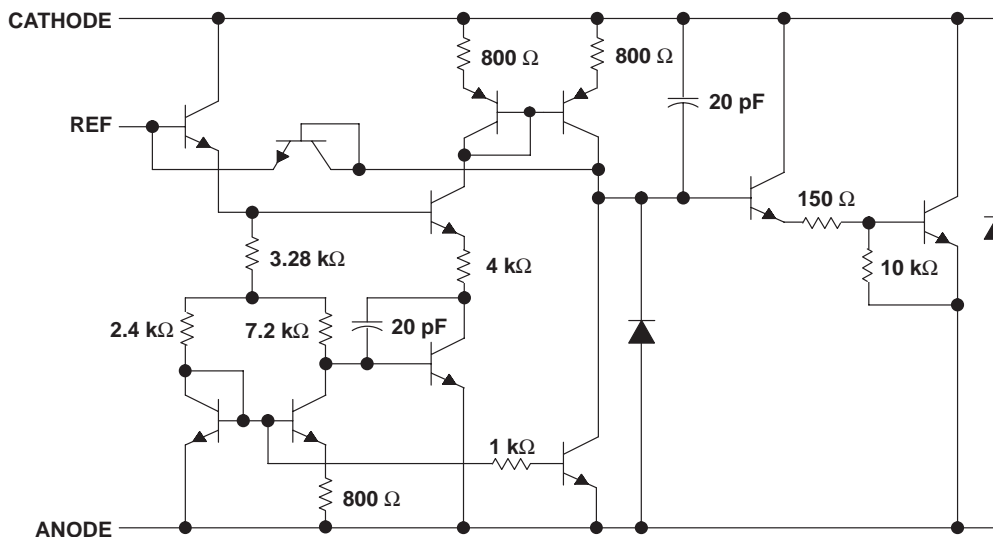 CATHODE
800 Ω
800 Ω
20 pF
REF
150 Ω
3.28 kΩ
4 kΩ
10 kΩ
2.4 kΩ
7.2 kΩ
20 pF
1 kΩ
800 Ω
ANODE